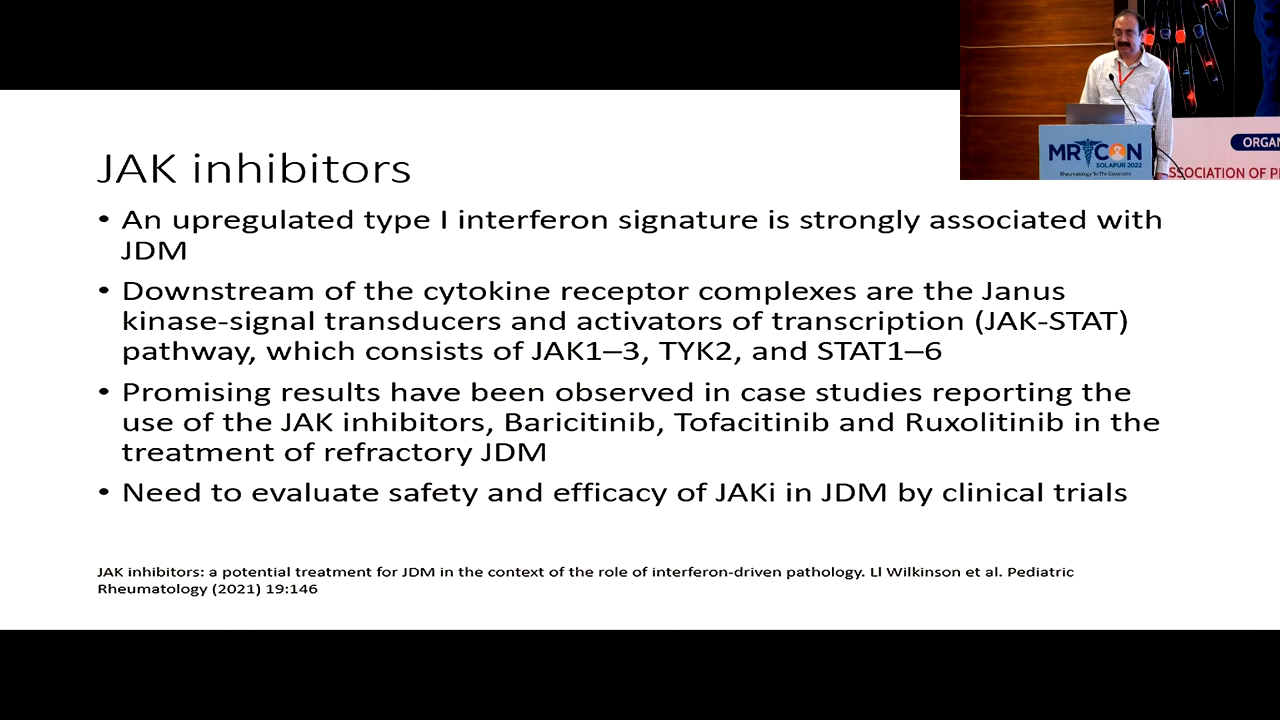 JAK inhibitors
• An upregulated type I interferon signature is strongly associated with
JDM
• Downstream of the cytokine receptor complexes are the Janus
kinase-signal transducers and activators of transcription (JAK-STAT)
pathway, which consists of JAK1–3, TYK2, and STAT1–6
• Promising results have been observed in case studies reporting the
use of the JAK inhibitors, Baricitinib, Tofacitinib and Ruxolitinib in the
treatment of refractory JDM
• Need to evaluate safety and efficacy of JAKi in JDM by clinical trials
JAK inhibitors: a potential treatment for JDM in the context of the role of interferon-driven pathology. Ll Wilkinson et al. Pediatric
Rheumatology (2021) 19:146
MRCON
SOLAPUR 2022
Rheumatology To The Grassroots
ORGAN
SSOCIATION OF P